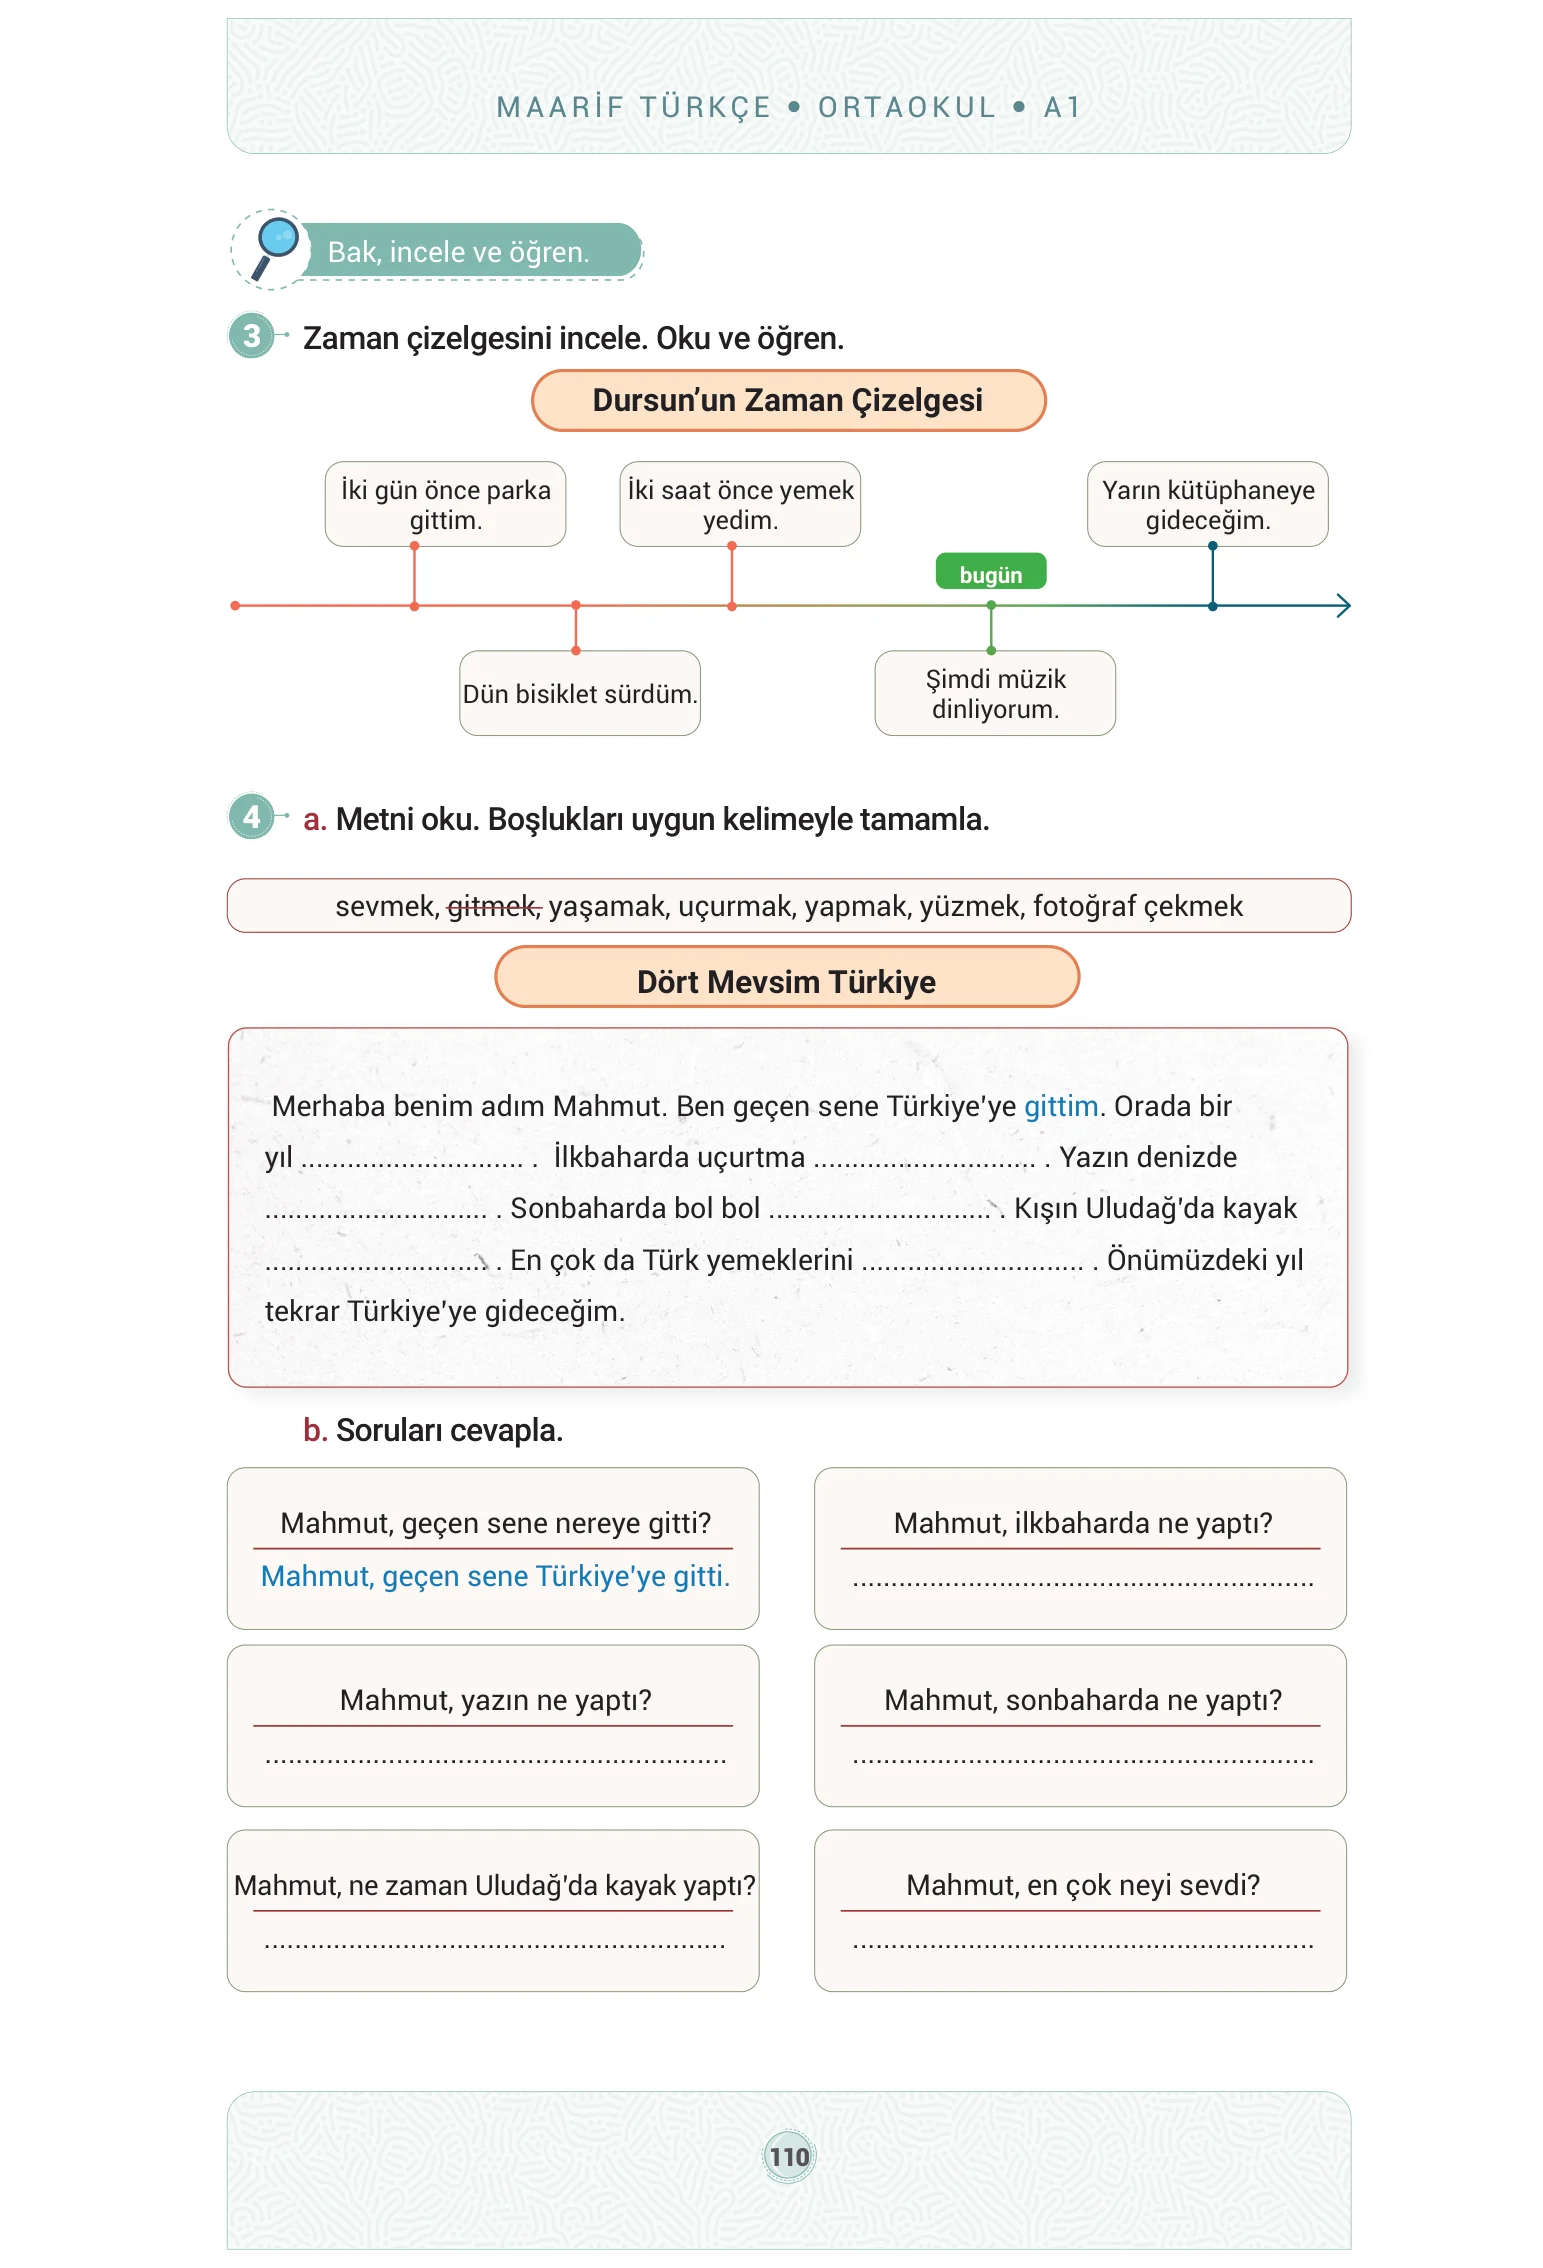 MAARİF TÜRKÇE • ORTAOKUL • A1
Bak, incele ve öğren.
3 Zaman çizelgesini incele. Oku ve öğren.
Dursun’un Zaman Çizelgesi
İki gün önce parka
gittim.
İki saat önce yemek
yedim.
Yarın kütüphaneye
gideceğim.
bugün
Dün bisiklet sürdüm.
Şimdi müzik
dinliyorum.
4 a. Metni oku. Boşlukları uygun kelimeyle tamamla.
sevmek, gitmek, yaşamak, uçurmak, yapmak, yüzmek, fotoğraf çekmek
Dört Mevsim Türkiye
Merhaba benim adım Mahmut. Ben geçen sene Türkiye'ye gittim. Orada bir
yıl ............................. . İlkbaharda uçurtma ............................. . Yazın denizde
............................. . Sonbaharda bol bol ............................. . Kışın Uludağ'da kayak
............................. . En çok da Türk yemeklerini ............................. . Önümüzdeki yıl
tekrar Türkiye'ye gideceğim.
b. Soruları cevapla.
Mahmut, geçen sene nereye gitti?
Mahmut, geçen sene Türkiye'ye gitti.
Mahmut, ilkbaharda ne yaptı?
............................................................
Mahmut, yazın ne yaptı?
............................................................
Mahmut, sonbaharda ne yaptı?
............................................................
Mahmut, ne zaman Uludağ'da kayak yaptı?
............................................................
Mahmut, en çok neyi sevdi?
............................................................
110